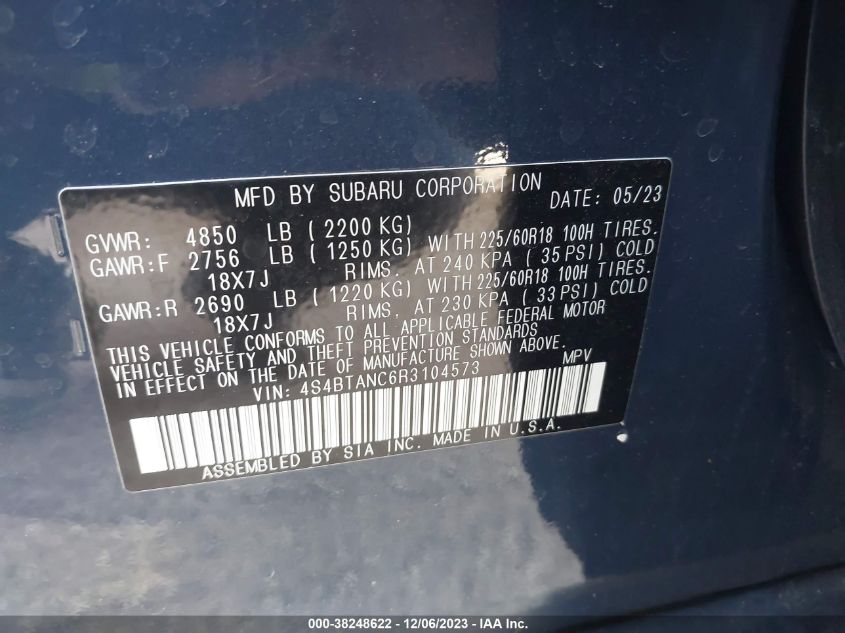 MFD BY SUBARU CORPORATION DATE: 05/23
GVWR: 4850 LB ( 2200 KG)
GAWR:F 2756 LB ( 1250 KG) WITH 225/60R18 100H TIRES.
18X7J RIMS. AT 240 KPA ( 35 PSI) COLD
GAWR:R 2690 LB ( 1220 KG) WITH 225/60R18 100H TIRES.
18X7J RIMS. AT 230 KPA ( 33 PSI) COLD
THIS VEHICLE CONFORMS TO ALL APPLICABLE FEDERAL MOTOR
VEHICLE SAFETY AND THEFT PREVENTION STANDARDS
IN EFFECT ON THE DATE OF MANUFACTURE SHOWN ABOVE.
VIN: 4S4BTANC6R3104573 MPV
ASSEMBLED BY SIA INC. MADE IN U.S.A.
000-38248622 - 12/06/2023 - IAA Inc.